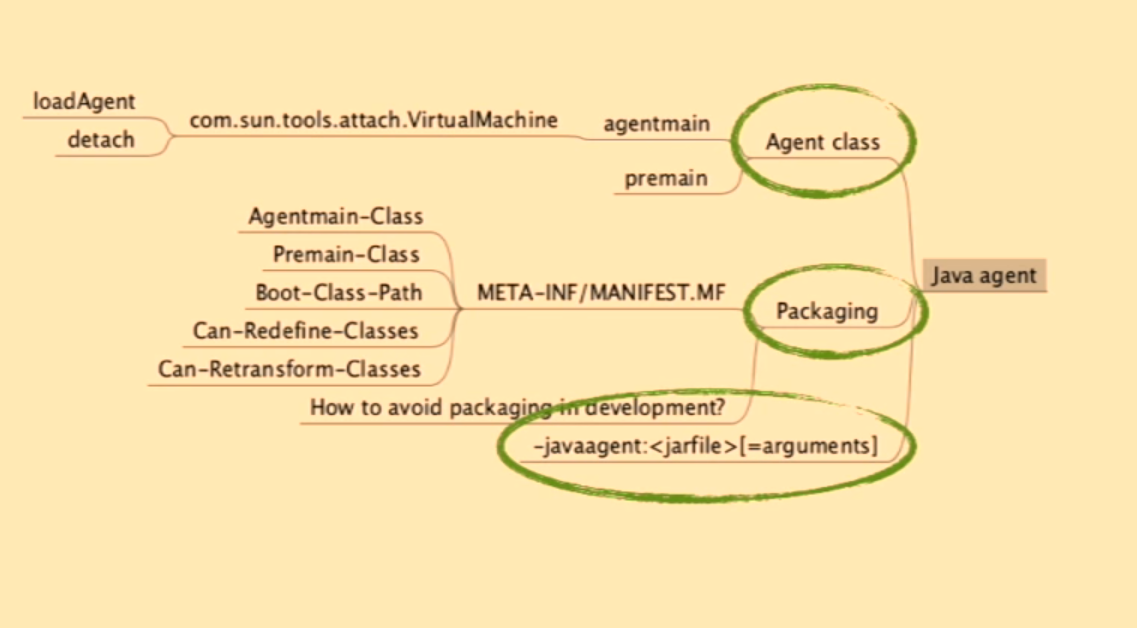 loadAgent
detach
com.sun.tools.attach.VirtualMachine
agentmain
premain
Agent class
Agentmain-Class
Premain-Class
Boot-Class-Path
Can-Redefine-Classes
Can-Retransform-Classes
META-INF/MANIFEST.MF
How to avoid packaging in development?
Packaging
-javaagent:<jarfile>[=arguments]
Java agent